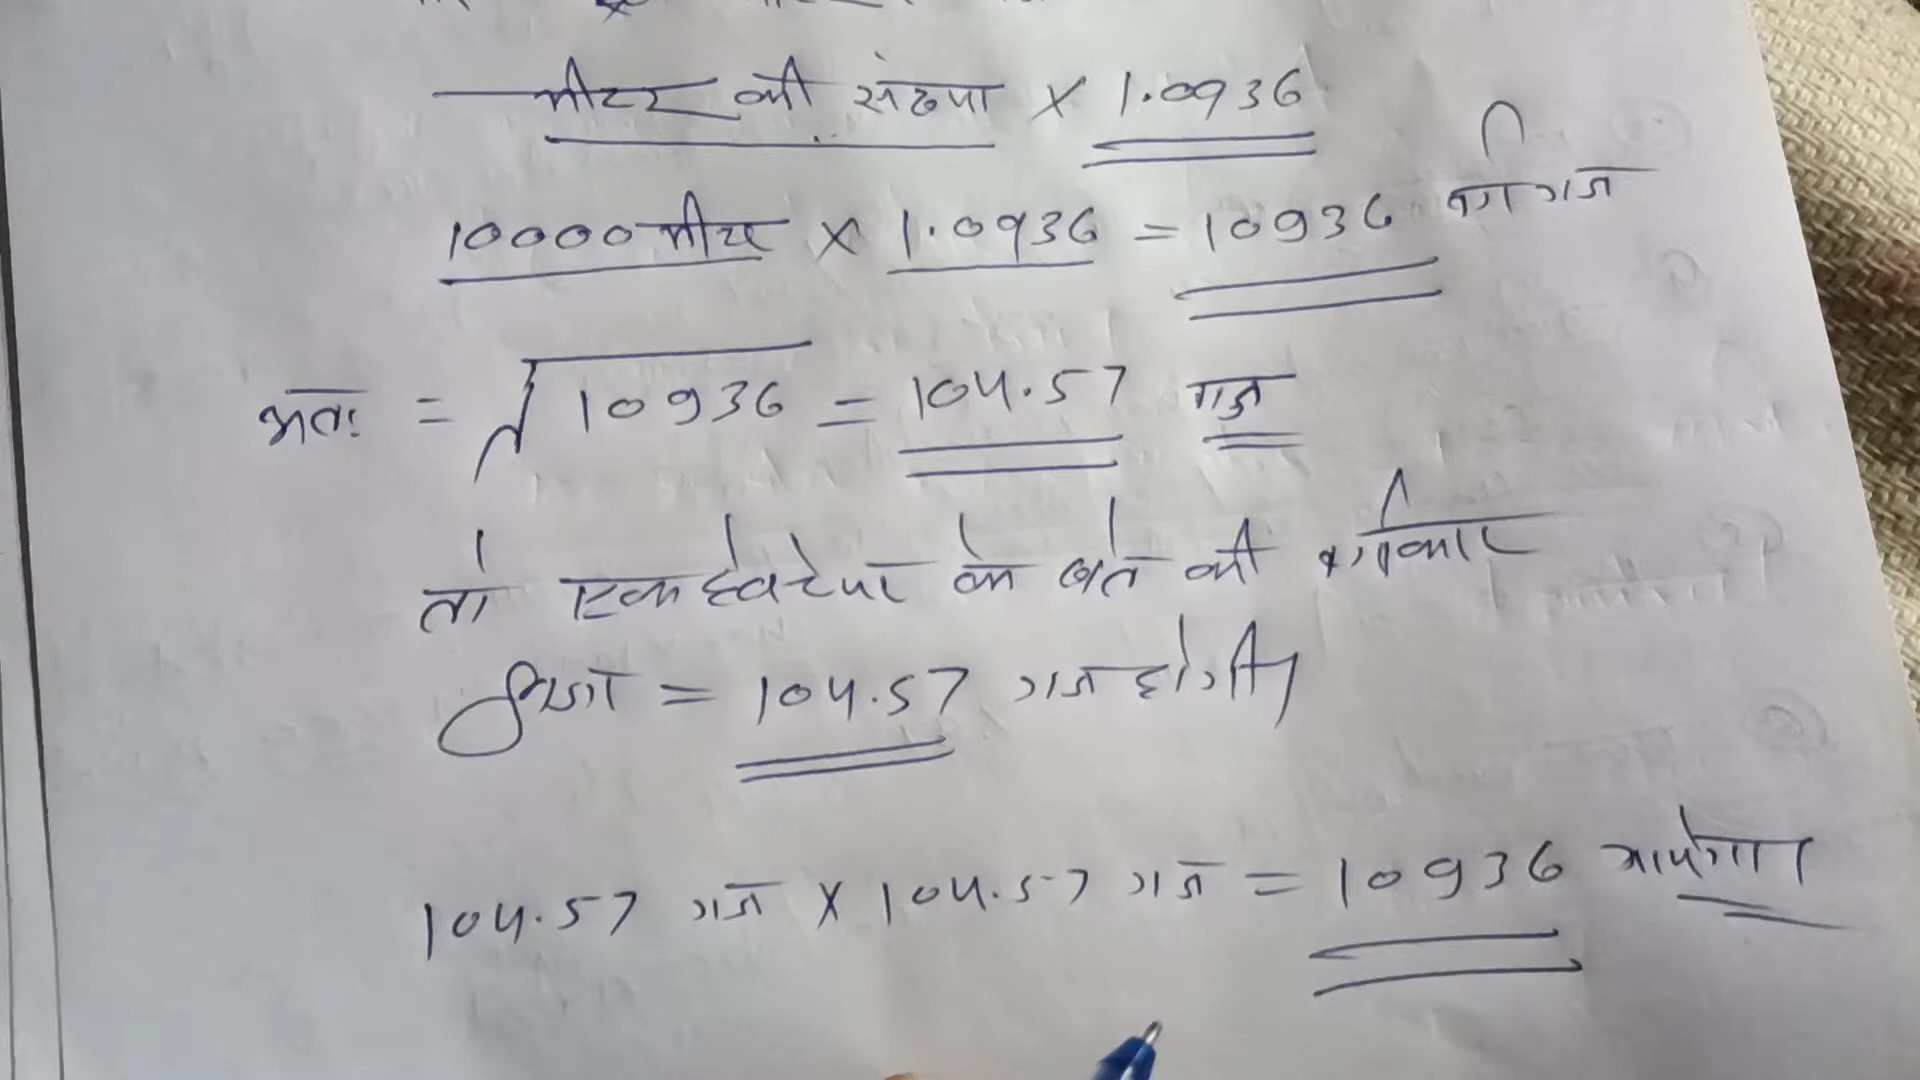 मीटर की संख्या × 1.0936
10000 मीटर × 1.0936 = 10936 वर्ग गज
अतः = √10936 = 104.57 गज
तो एक हेक्टेयर के खेत की वर्गाकार
भुजा = 104.57 गज होगी
104.57 गज × 104.57 गज = 10936 आयेगा।